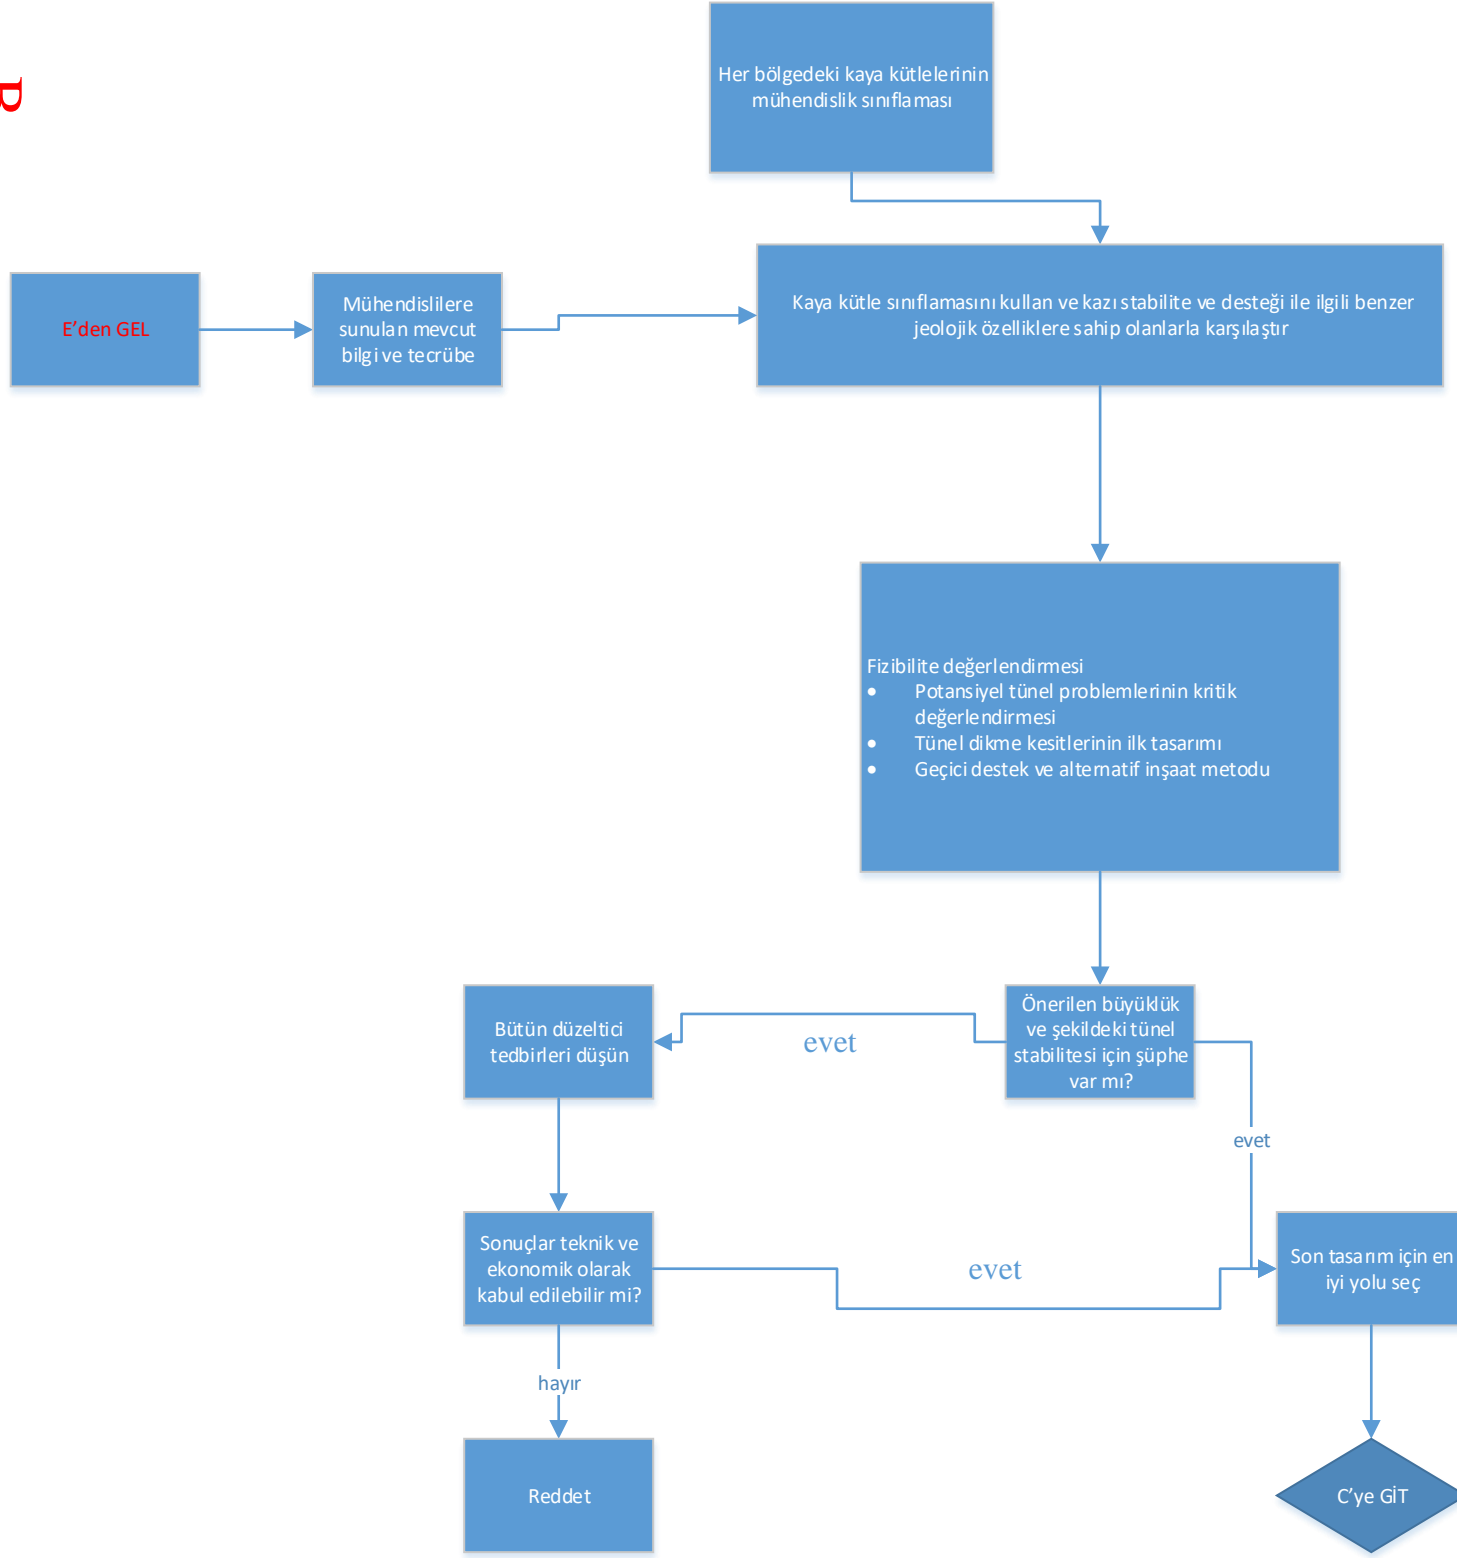 B
Her bölgedeki kaya kütlelerinin
mühendislik sınıflaması
E'den GEL
Mühendislilere
sunulan mevcut
bilgi ve tecrübe
Kaya kütle sınıflamasını kullan ve kazı stabilite ve desteği ile ilgili benzer
jeolojik özelliklere sahip olanlarla karşılaştır
Fizibilite değerlendirmesi
• Potansiyel tünel problemlerinin kritik
değerlendirmesi
• Tünel dikme kesitlerinin ilk tasarımı
• Geçici destek ve alternatif inşaat metodu
Önerilen büyüklük
ve şekildeki tünel
stabilitesi için şüphe
var mı?
evet
Bütün düzeltici
tedbirleri düşün
evet
Sonuçlar teknik ve
ekonomik olarak
kabul edilebilir mi?
evet
Son tasarım için en
iyi yolu seç
hayır
Reddet
C'ye GİT